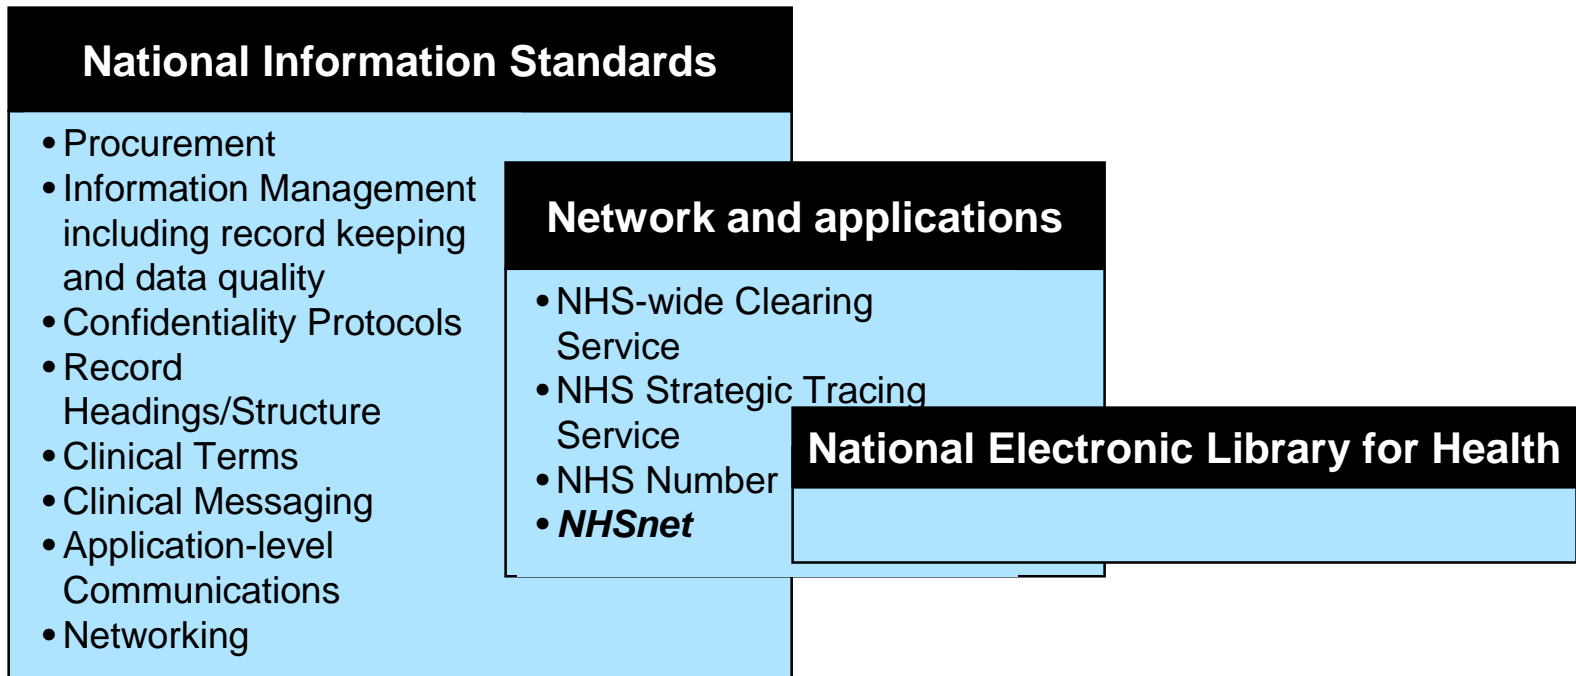 National Information Standards
• Procurement
• Information Management
including record keeping
and data quality
• Confidentiality Protocols
• Record
Headings/Structure
• Clinical Terms
• Clinical Messaging
• Application-level
Communications
• Networking
Network and applications
• NHS-wide Clearing
Service
• NHS Strategic Tracing
Service
• NHS Number
• NHSnet
National Electronic Library for Health